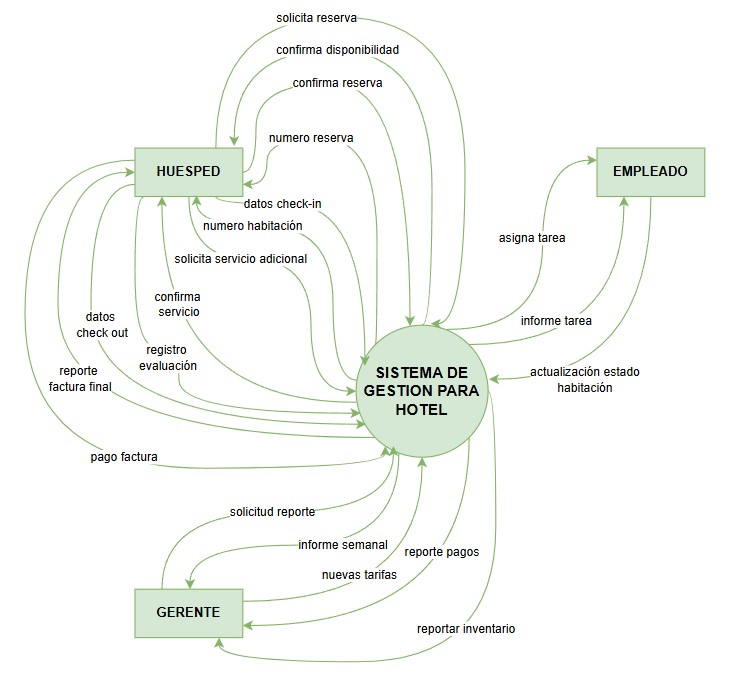 solicita reserva
confirma disponibilidad
confirma reserva
numero reserva
HUESPED
EMPLEADO
datos check-in
numero habitación
solicita servicio adicional
asigna tarea
confirma
servicio
datos
check out
informe tarea
registro
evaluación
reporte
factura final
SISTEMA DE
GESTION PARA
HOTEL
actualización estado
habitación
pago factura
solicitud reporte
informe semanal
reporte pagos
nuevas tarifas
GERENTE
reportar inventario